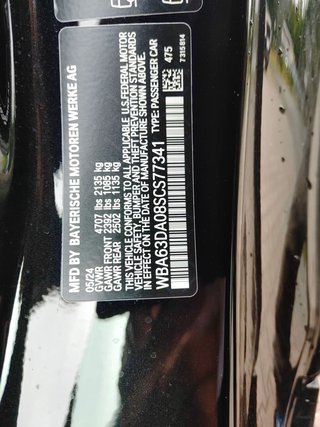 MFD BY BAYERISCHE MOTOREN WERKE AG
05/24
GVWR 4707 lbs 2135 kg
GAWR FRONT 2392 lbs 1085 kg
GAWR REAR 2502 lbs 1135 kg
THIS VEHICLE CONFORMS TO ALL APPLICABLE U.S.FEDERAL MOTOR
VEHICLE SAFETY, BUMPER AND THEFT PREVENTION STANDARDS
IN EFFECT ON THE DATE OF MANUFACTURE SHOWN ABOVE.
WBA63DA08SCS77341 TYPE: PASSENGER CAR
475
7315614